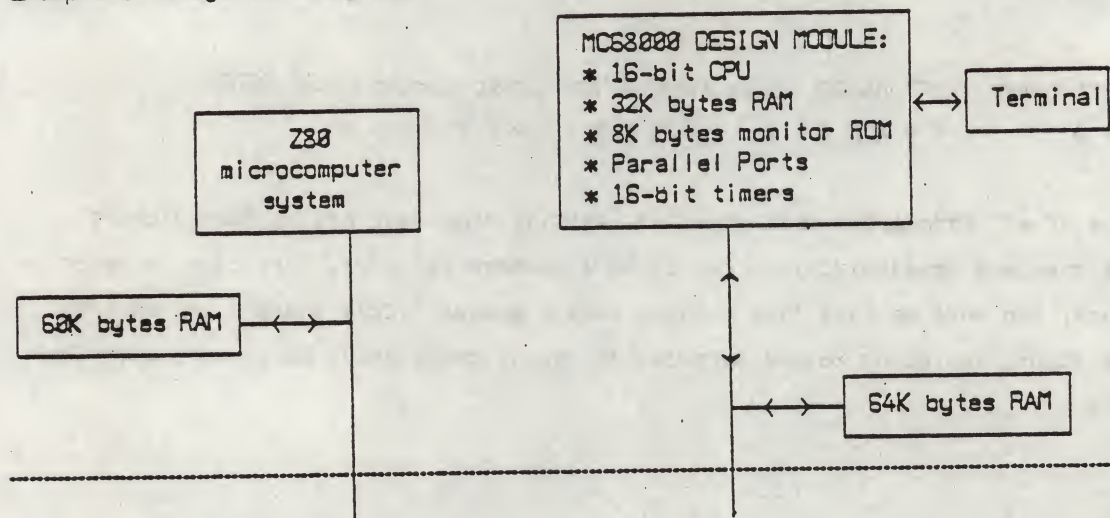 Z80
microcomputer
system
60K bytes RAM
MC68000 DESIGN MODULE:
* 16-bit CPU
* 32K bytes RAM
* 8K bytes monitor ROM
* Parallel Ports
* 16-bit timers
Terminal
64K bytes RAM